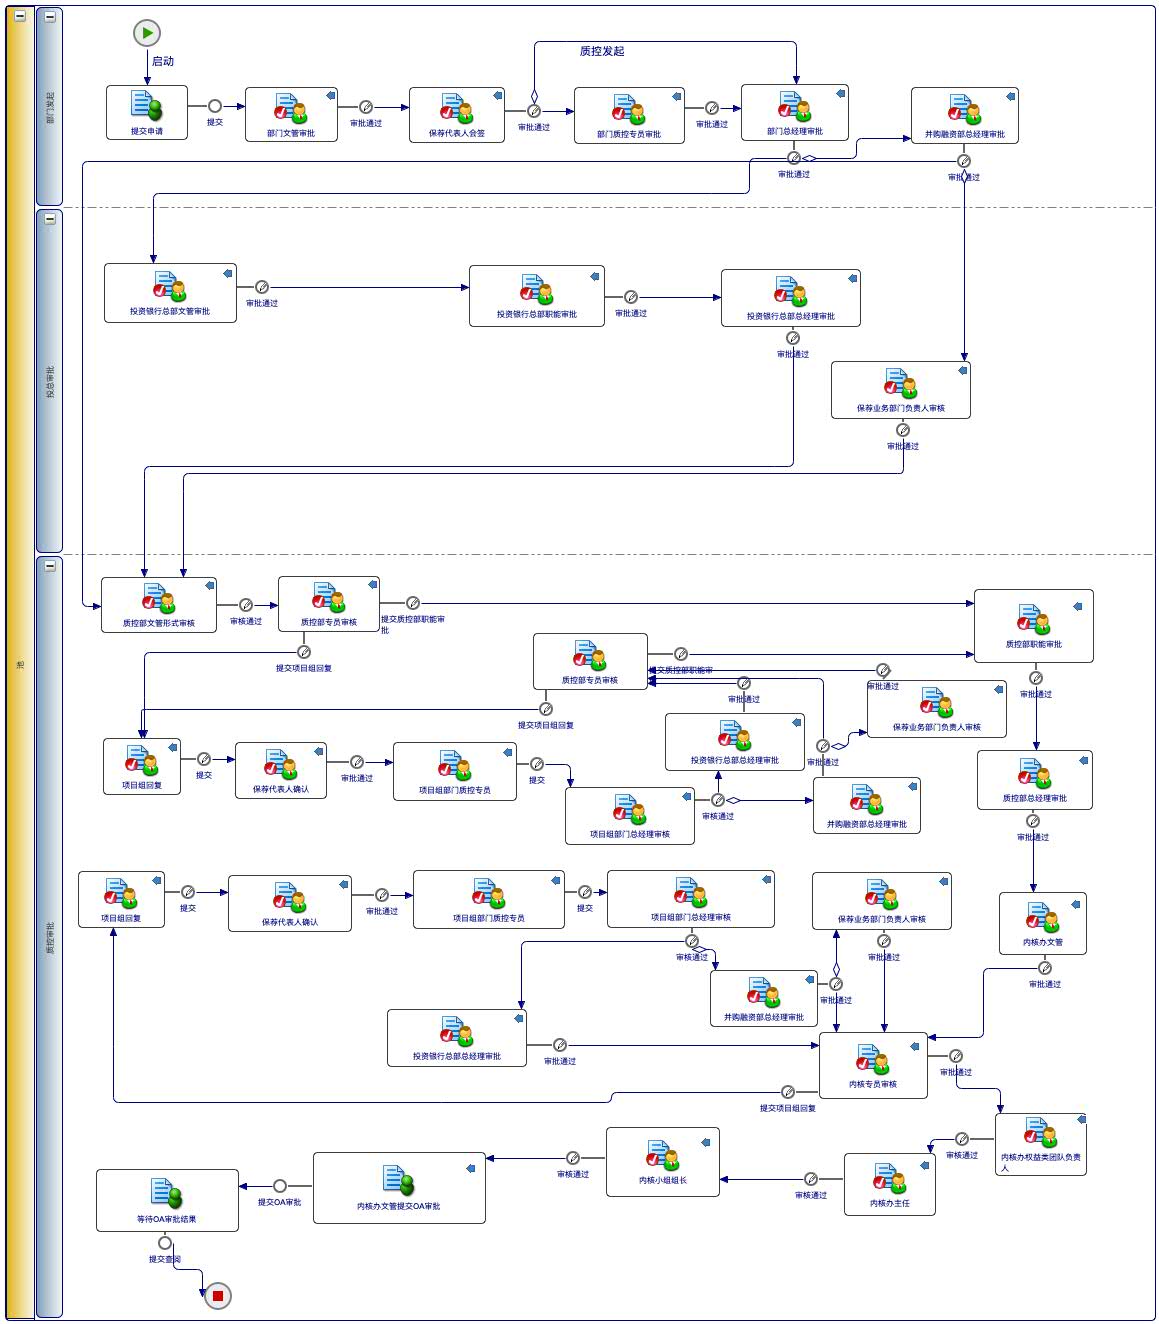 启动
质控发起
部门发起
提交申请
提交
部门文管审批
审批通过
保荐代表人会签
审批通过
部门质控专员审批
审批通过
部门总经理审批
审批通过
并购融资部总经理审批
审批通过
投总审批
投资银行总部文管审批
审批通过
投资银行总部职能审批
审批通过
投资银行总部总经理审批
审批通过
保荐业务部门负责人审核
审批通过
池
质控审批
质控部文管形式审核
审核通过
质控部专员审核
提交质控部职能审
批
提交项目组回复
质控部职能审批
审批通过
质控部专员审核
提交质控部职能审
提交项目组回复
审批通过
审批通过
保荐业务部门负责人审核
投资银行总部总经理审批
审批通过
项目组回复
提交
保荐代表人确认
审批通过
项目组部门质控专员
提交
项目组部门总经理审核
审核通过
并购融资部总经理审批
质控部总经理审批
审批通过
项目组回复
提交
保荐代表人确认
审批通过
项目组部门质控专员
提交
项目组部门总经理审核
审核通过
保荐业务部门负责人审核
审批通过
内核办文管
审批通过
并购融资部总经理审批
审批通过
投资银行总部总经理审批
审批通过
内核专员审核
审批通过
提交项目组回复
内核办权益类团队负责
人
审核通过
内核办主任
审核通过
内核小组组长
审核通过
内核办文管提交OA审批
提交OA审批
等待OA审批结果
提交查阅